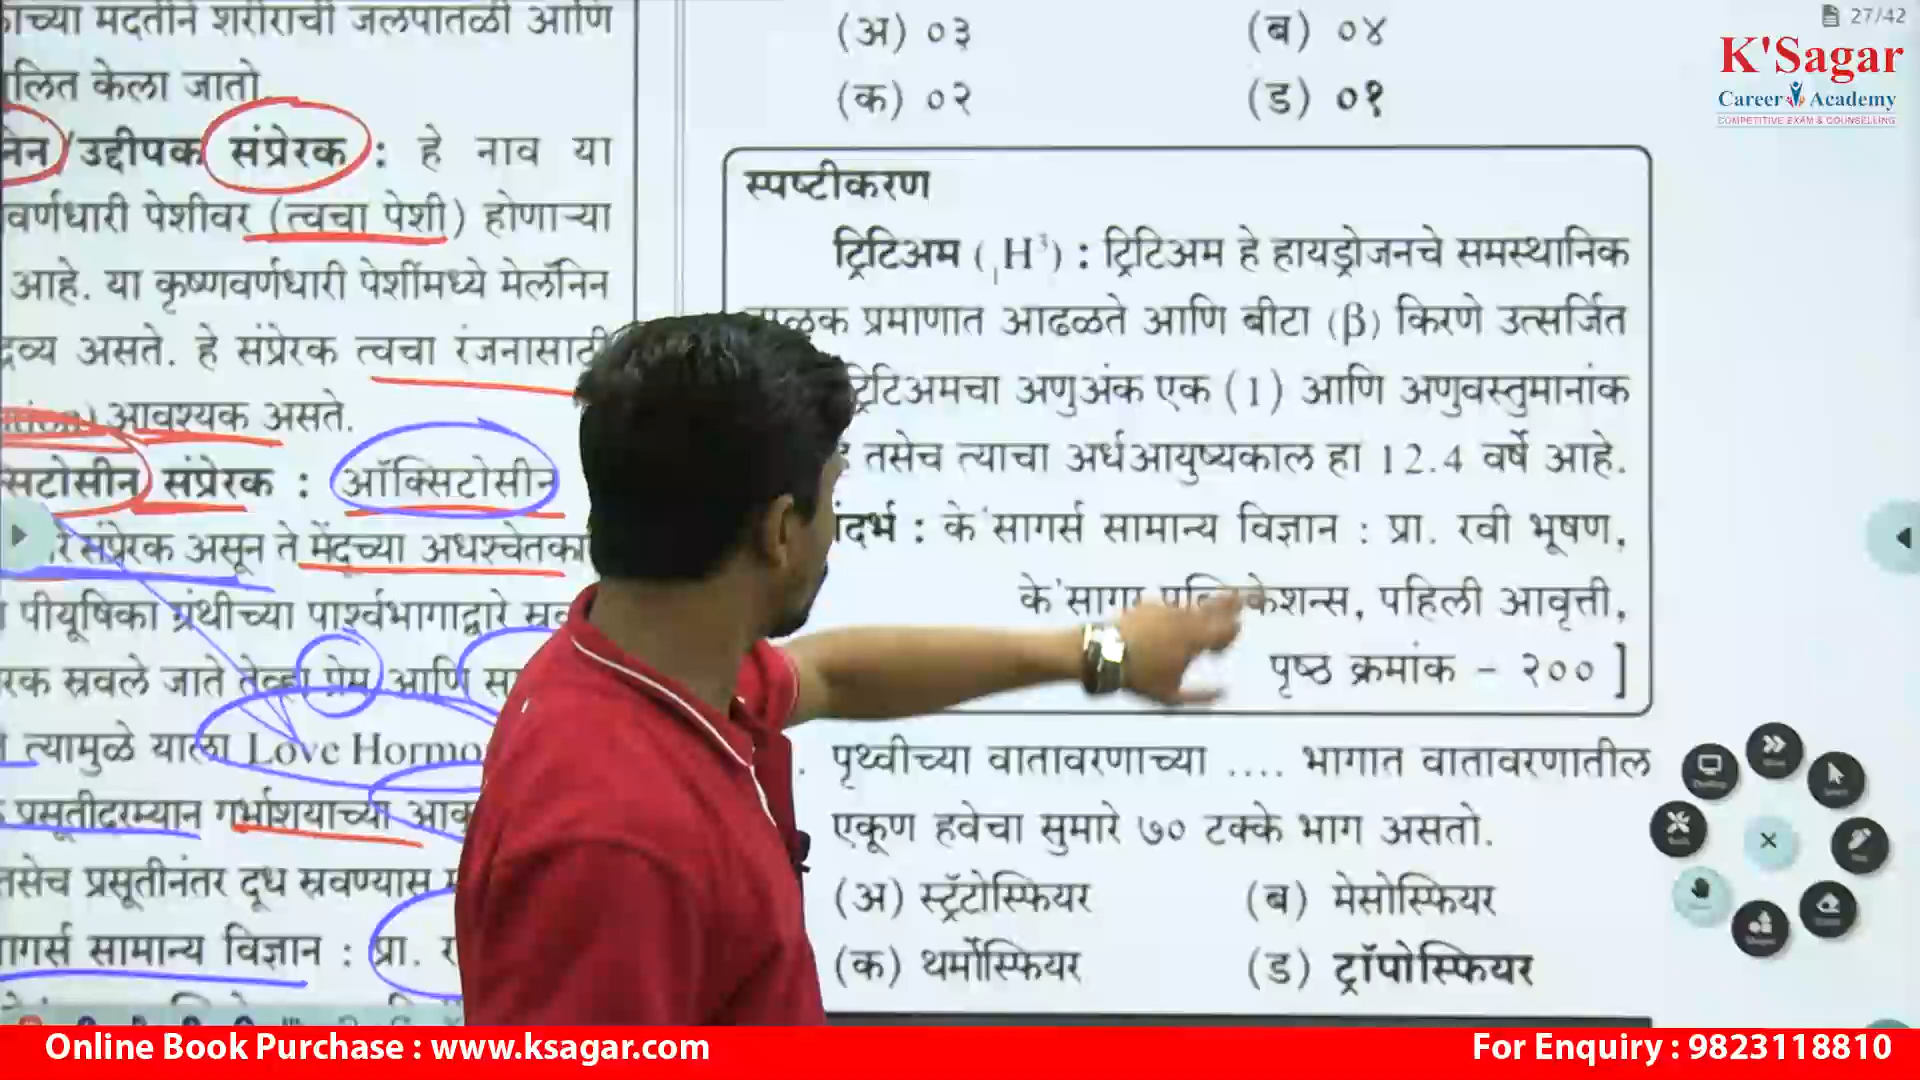 च्या मदतीने शरीराची जलपातळी आणि
लित केला जातो
उद्दीपक संप्रेरक : हे नाव या
वर्णधारी पेशीवर (त्वचा पेशी) होणाऱ्या
आहे. या कृष्णवर्णधारी पेशींमध्ये मेलॅनिन
द्रव्य असते. हे संप्रेरक त्वचा रंजनासाठी
आवश्यक असते.
सिटोसीन संप्रेरक : ऑक्सिटोसीन
संप्रेरक असून ते मेंदूच्या
पीयूषिका ग्रंथीच्या पार्श्वभागाद्वारे
रक स्रवले जाते तेव्हा प्रेम आणि
त्यामुळे याला Love Hormo
प्रसूतीदरम्यान गर्भाशयाच्या
तसेच प्रसूतीनंतर दूध स्रवण्यास
गर्स सामान्य विज्ञान : प्रा.
(अ) ०३ (ब) ०४
(क) ०२ (ड) ०१
स्पष्टीकरण
ट्रिटिअम (₁H³) : ट्रिटिअम हे हायड्रोजनचे समस्थानिक
प्रमाणात आढळते आणि बीटा (β) किरणे उत्सर्जित
ट्रिटिअमचा अणुअंक एक (1) आणि अणुवस्तुमानांक
तसेच त्याचा अर्धआयुष्यकाल हा 12.4 वर्षे आहे.
दर्भ : के'सागर्स सामान्य विज्ञान : प्रा. रवी भूषण,
के'सागर केशन्स, पहिली आवृत्ती,
पृष्ठ क्रमांक – २०० ]
. पृथ्वीच्या वातावरणाच्या .... भागात वातावरणातील
एकूण हवेचा सुमारे ७० टक्के भाग असतो.
(अ) स्ट्रॅटोस्फियर (ब) मेसोस्फियर
(क) थर्मोस्फियर (ड) ट्रॉपोस्फियर
27/42
K'Sagar
Career Academy
COMPETITIVE EXAM & COUNSELLING
Online Book Purchase : www.ksagar.com
For Enquiry : 9823118810